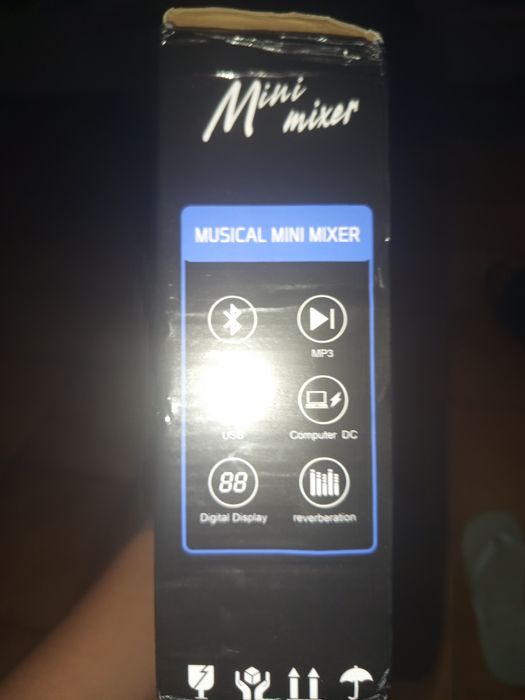 Mini
mixer
MUSICAL MINI MIXER
MP3
USB
Computer DC
88
Digital Display
reverberation